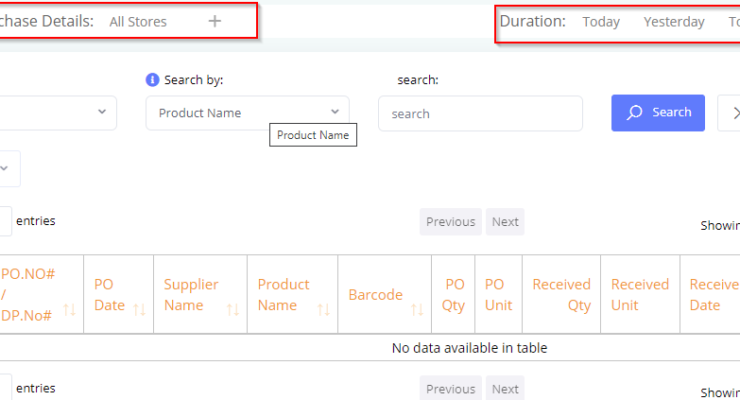 chase Details: All Stores +
Duration: Today Yesterday To
Search by: search:
Product Name search Search
Product Name
entries Previous Next Showin
PO.NO# / DP.No# PO Date Supplier Name Product Name Barcode PO Qty PO Unit Received Qty Received Unit Receive Date
No data available in table
entries Previous Next Showin